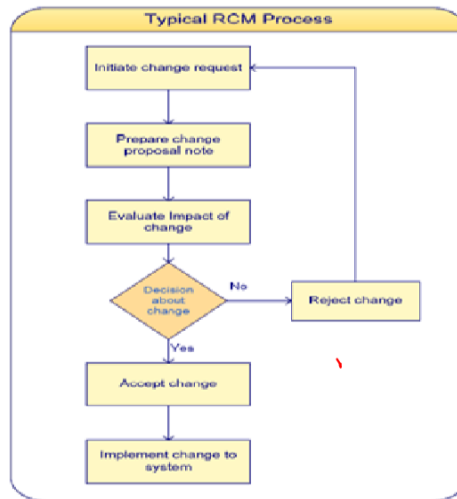 Typical RCM Process
Initiate change request
Prepare change
proposal note
Evaluate Impact of
change
Decision
about
change
No
Reject change
Yes
Accept change
Implement change to
system